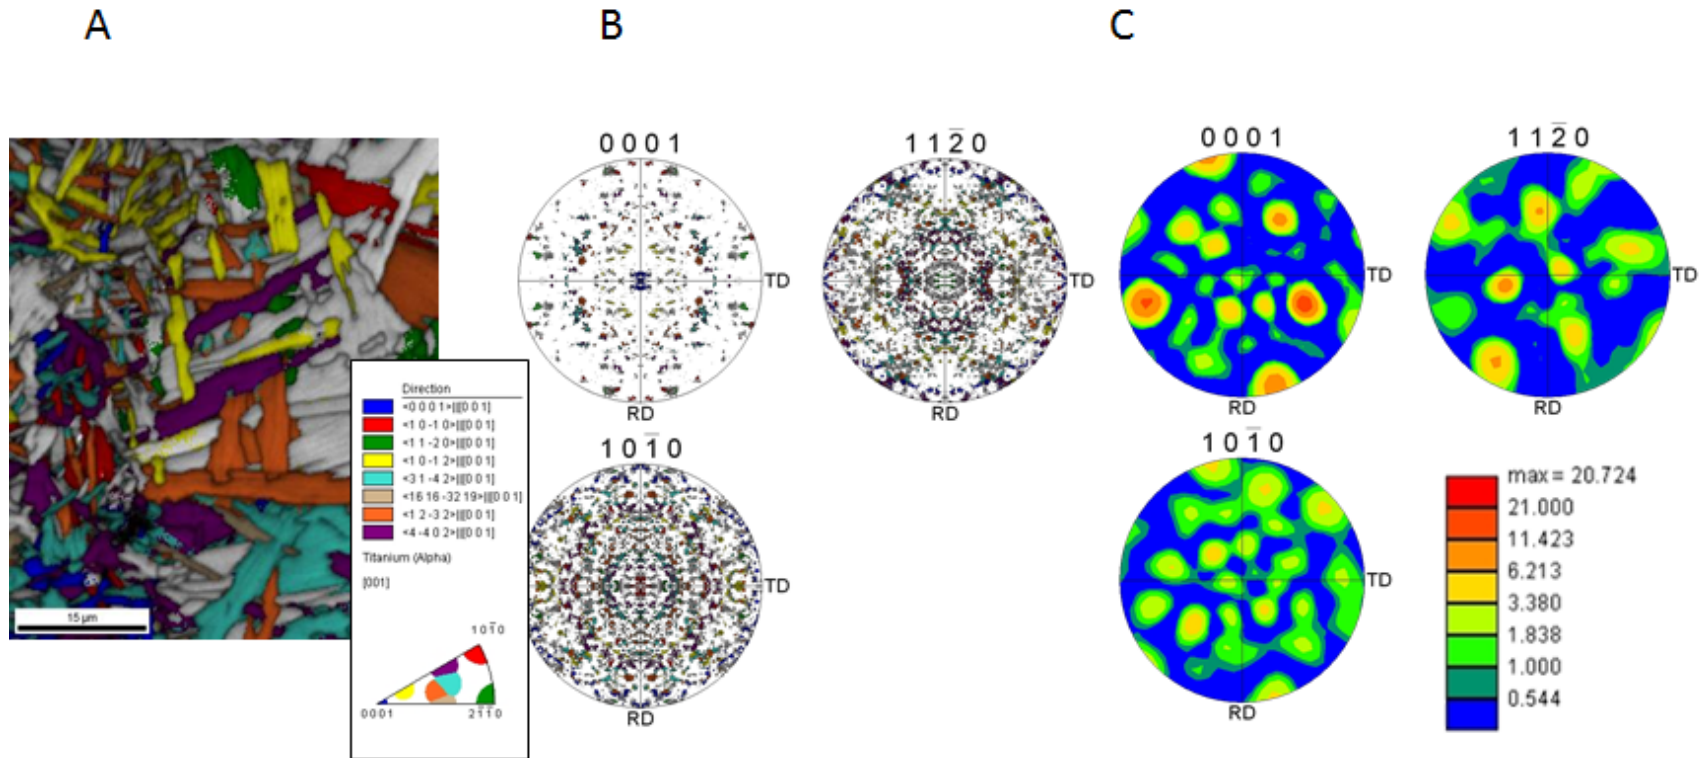 A
B
C
Direction
<0 0 0 1>||[0 0 1]
<1 0 -1 0>||[0 0 1]
<1 1 -2 0>||[0 0 1]
<1 0 -1 2>||[0 0 1]
<3 1 -4 2>||[0 0 1]
<16 16 -32 19>||[0 0 1]
<1 2 -3 2>||[0 0 1]
<4 -4 0 2>||[0 0 1]
Titanium (Alpha)
[001]
1 0 1̅ 0
0 0 0 1
2 1̅ 1̅ 0
15 µm
0 0 0 1
TD
RD
1 1 2̅ 0
TD
RD
1 0 1̅ 0
TD
RD
0 0 0 1
TD
RD
1 1 2̅ 0
TD
RD
1 0 1̅ 0
TD
RD
max = 20.724
21.000
11.423
6.213
3.380
1.838
1.000
0.544